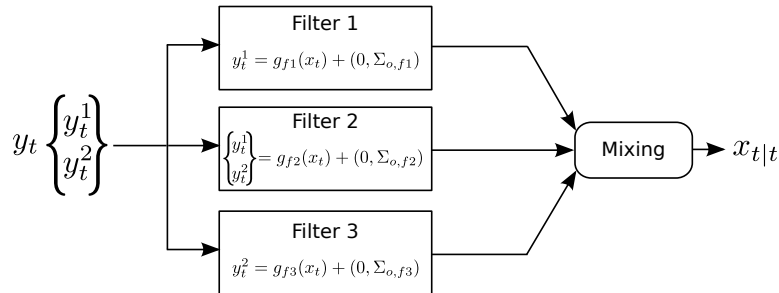 y_t { y_t^1 y_t^2 }
Filter 1
y_t^1 = g_{f1}(x_t) + (0, Σ_{o,f1})
Filter 2
{ y_t^1 y_t^2 } = g_{f2}(x_t) + (0, Σ_{o,f2})
Filter 3
y_t^2 = g_{f3}(x_t) + (0, Σ_{o,f3})
Mixing
x_{t|t}